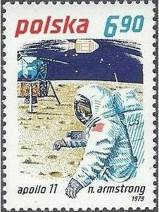 polska 6.90
apollo 11 n. armstrong
1979